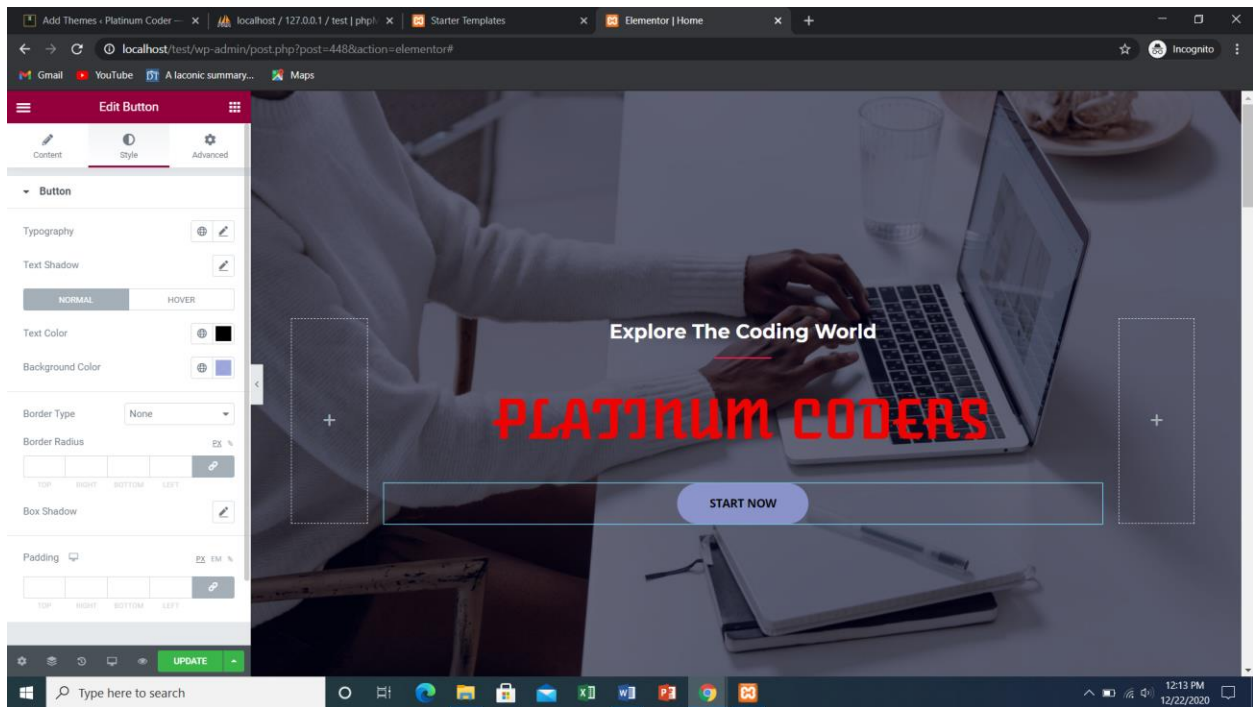 Add Themes ‹ Platinum Coder —
localhost / 127.0.0.1 / test | phpM
Starter Templates
Elementor | Home
localhost/test/wp-admin/post.php?post=448&action=elementor#
Incognito
Gmail
YouTube
A laconic summary...
Maps
Edit Button
Content
Style
Advanced
Button
Typography
Text Shadow
NORMAL
HOVER
Text Color
Background Color
Border Type
None
Border Radius
PX %
TOP RIGHT BOTTOM LEFT
Box Shadow
Padding
PX EM %
TOP RIGHT BOTTOM LEFT
UPDATE
Explore The Coding World
PLATINUM CODERS
START NOW
Type here to search
12:13 PM
12/22/2020